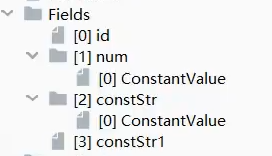 Fields
[0] id
[1] num
[0] ConstantValue
[2] constStr
[0] ConstantValue
[3] constStr1